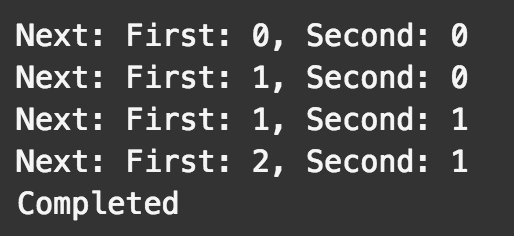 Next: First: 0, Second: 0
Next: First: 1, Second: 0
Next: First: 1, Second: 1
Next: First: 2, Second: 1
Completed